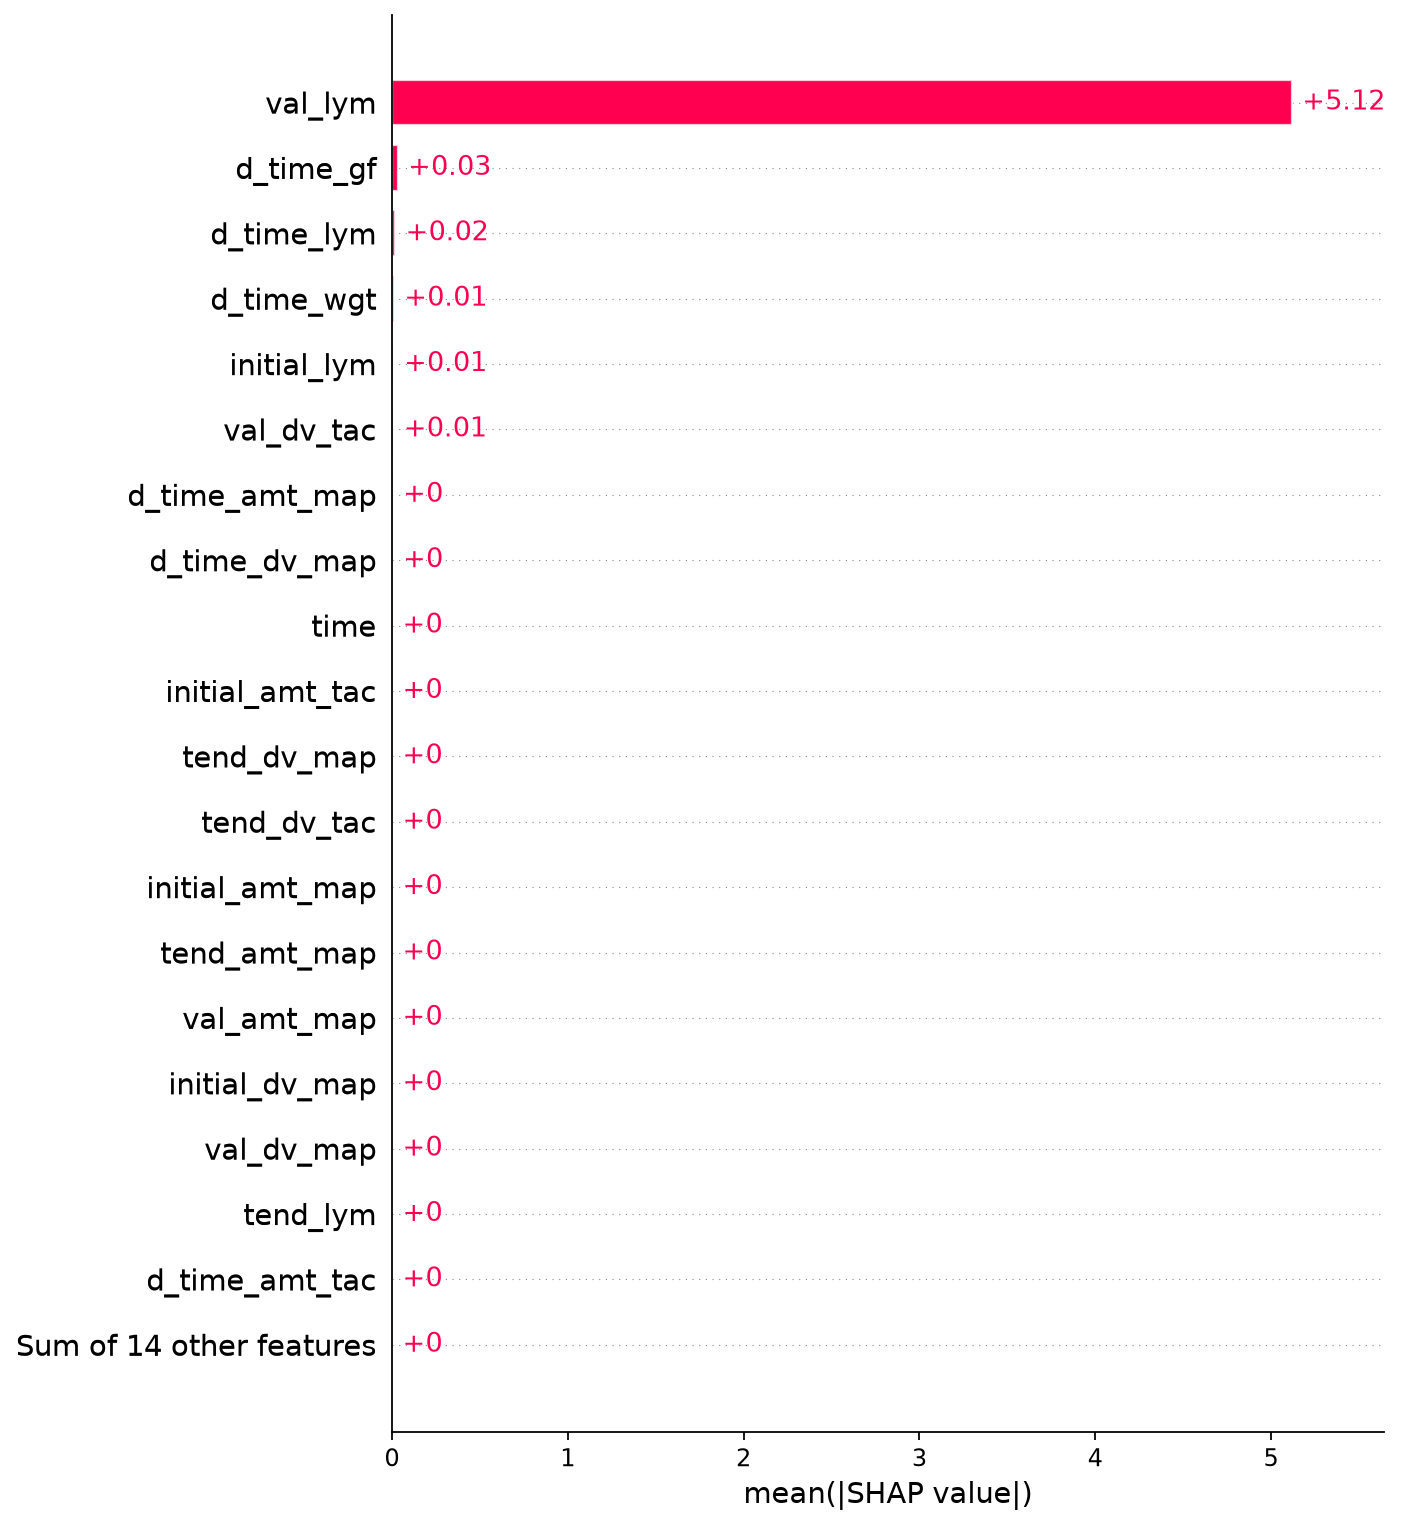 val_lym +5.12
d_time_gf +0.03
d_time_lym +0.02
d_time_wgt +0.01
initial_lym +0.01
val_dv_tac +0.01
d_time_amt_map +0
d_time_dv_map +0
time +0
initial_amt_tac +0
tend_dv_map +0
tend_dv_tac +0
initial_amt_map +0
tend_amt_map +0
val_amt_map +0
initial_dv_map +0
val_dv_map +0
tend_lym +0
d_time_amt_tac +0
Sum of 14 other features +0
0 1 2 3 4 5
mean(|SHAP value|)